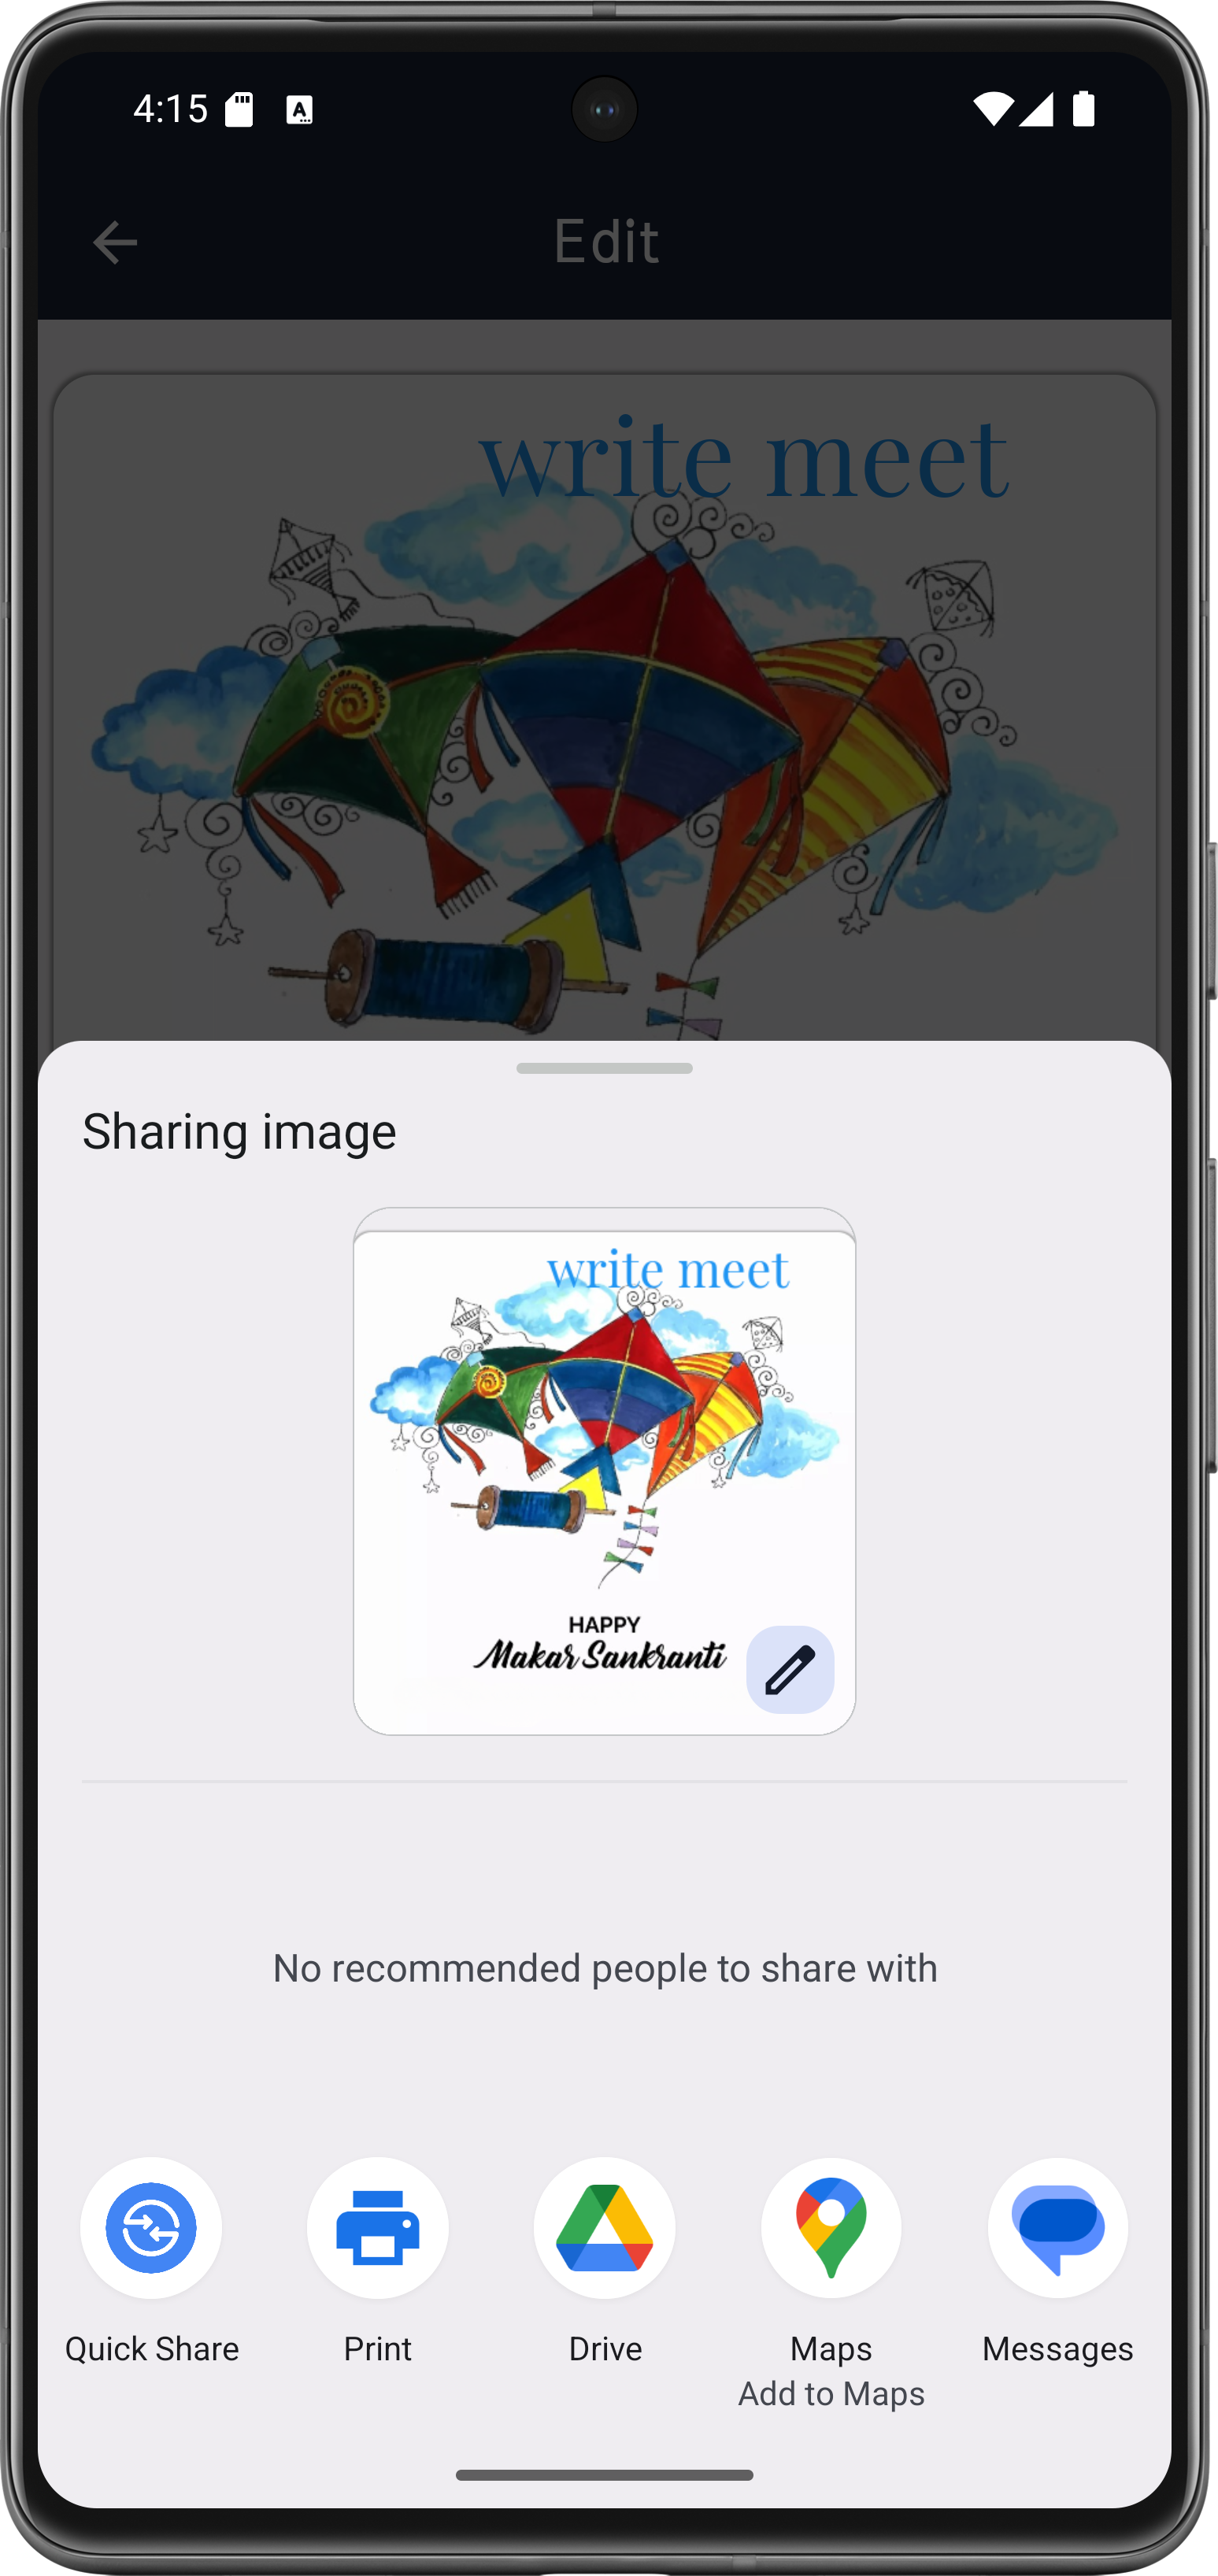 4:15
Edit
write meet
Sharing image
write meet
HAPPY
Makar Sankranti
No recommended people to share with
Quick Share
Print
Drive
Maps
Add to Maps
Messages